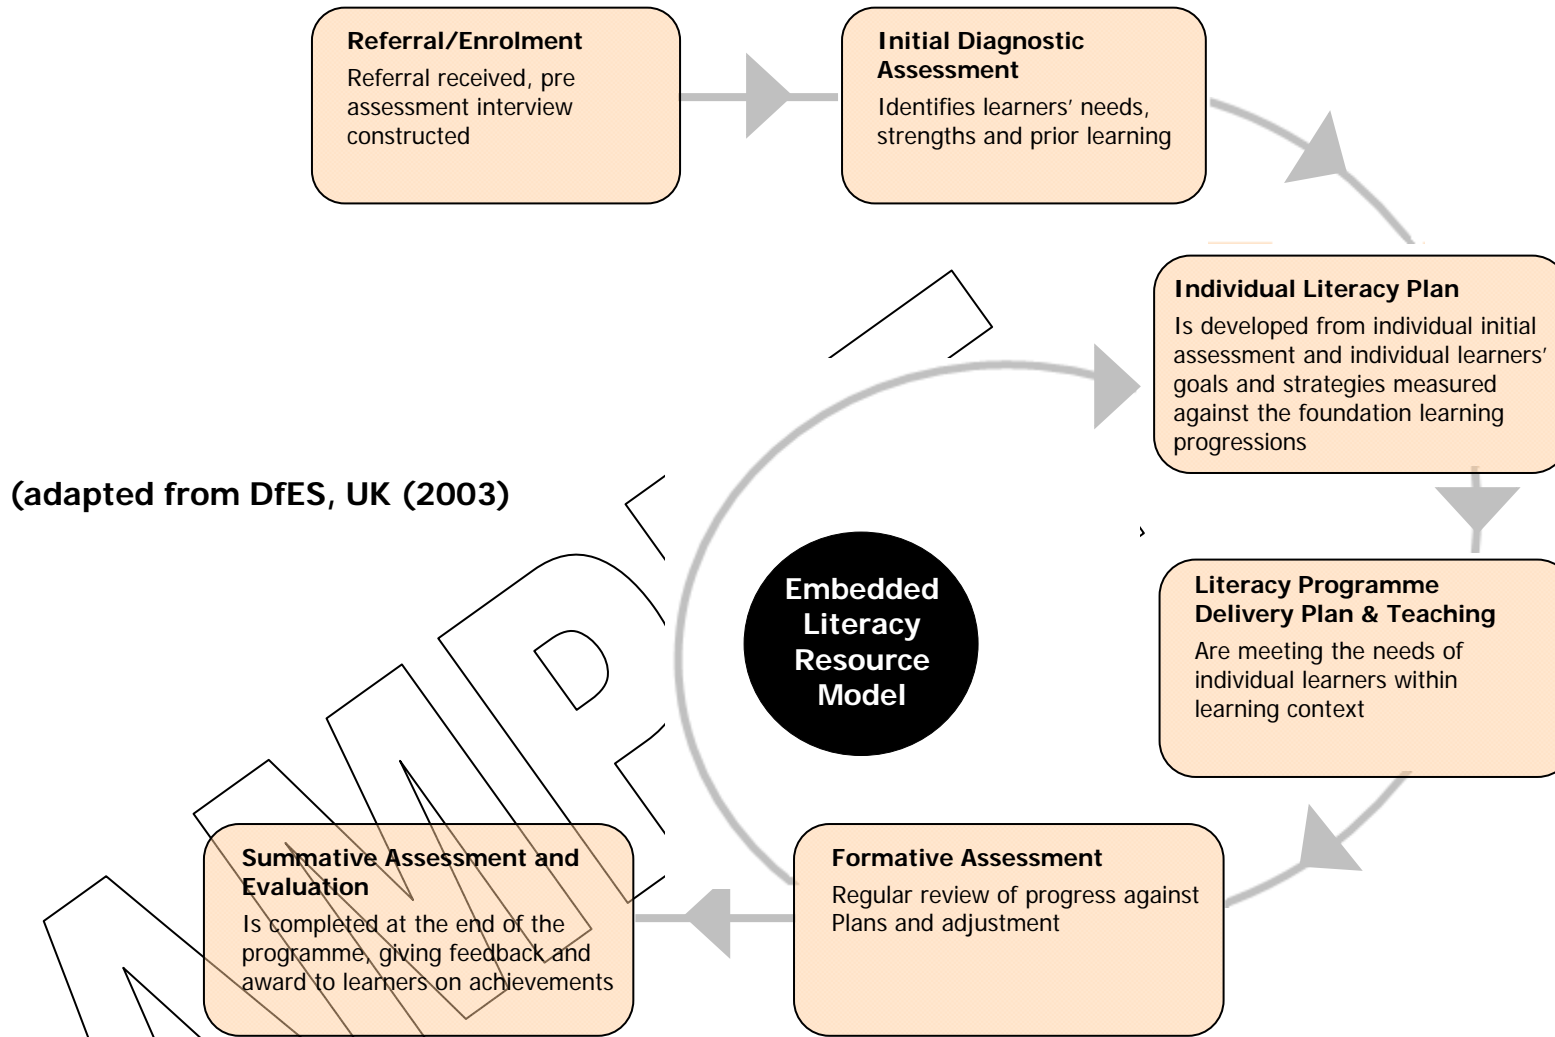 Referral/Enrolment
Referral received, pre
assessment interview
constructed
Initial Diagnostic
Assessment
Identifies learners' needs,
strengths and prior learning
Individual Literacy Plan
Is developed from individual initial
assessment and individual learners'
goals and strategies measured
against the foundation learning
progressions
(adapted from DfES, UK (2003)
Embedded
Literacy
Resource
Model
Literacy Programme
Delivery Plan & Teaching
Are meeting the needs of
individual learners within
learning context
Formative Assessment
Regular review of progress against
Plans and adjustment
Summative Assessment and
Evaluation
Is completed at the end of the
programme, giving feedback and
award to learners on achievements